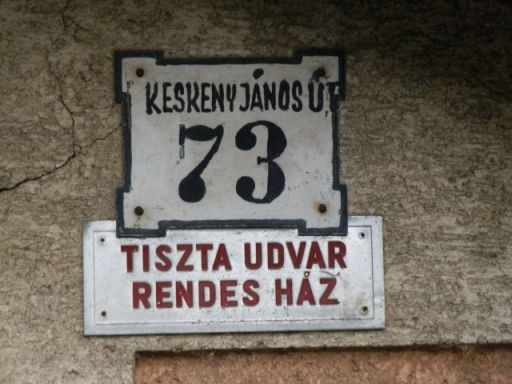 KESKENY JÁNOS ÚT
73
TISZTA UDVAR
RENDES HÁZ